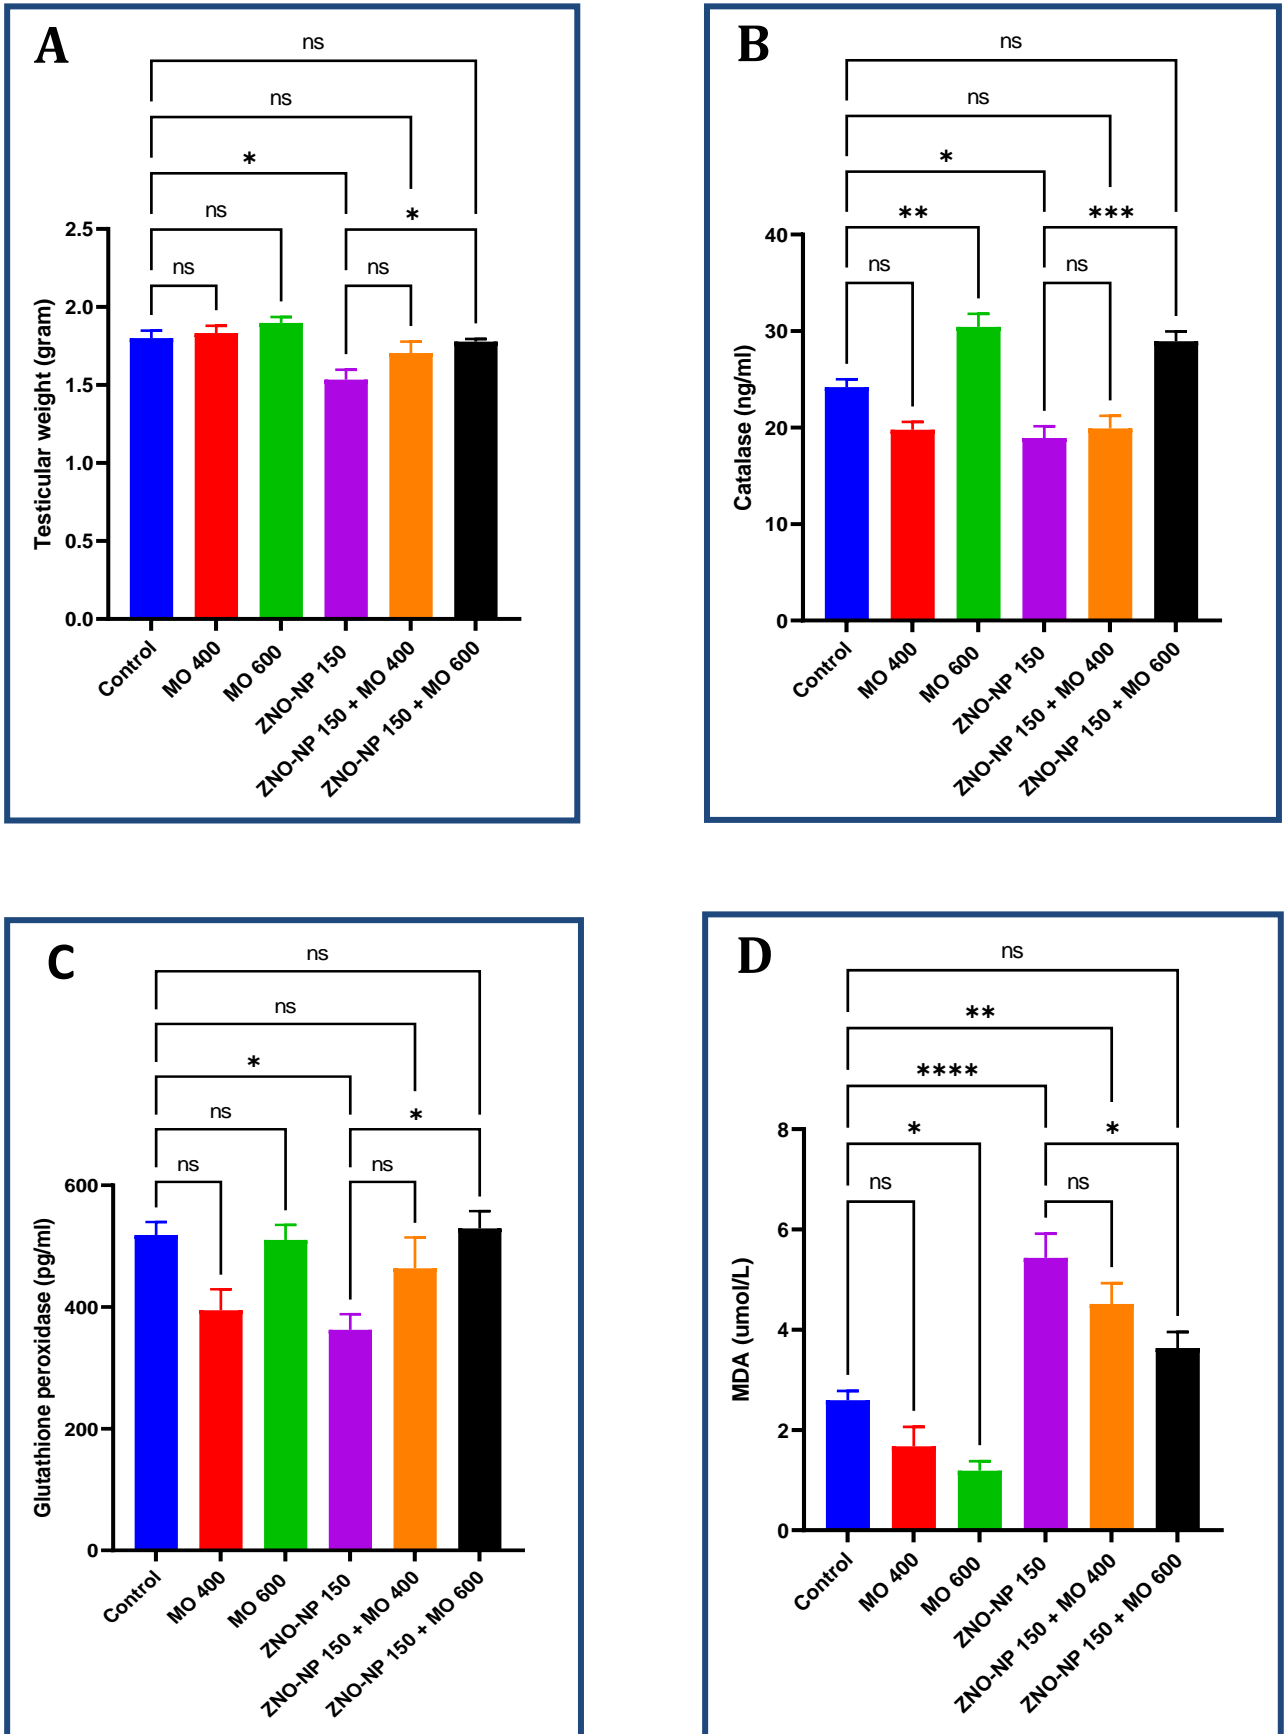 A
ns
ns
*
ns
*
ns
ns
2.5
2.0
1.5
1.0
0.5
0.0
Testicular weight (gram)
Control
MO 400
MO 600
ZNO-NP 150
ZNO-NP 150 + MO 400
ZNO-NP 150 + MO 600
B
ns
ns
*
**
***
ns
ns
40
30
20
10
0
Catalase (ng/ml)
Control
MO 400
MO 600
ZNO-NP 150
ZNO-NP 150 + MO 400
ZNO-NP 150 + MO 600
C
ns
ns
*
ns
*
ns
ns
600
400
200
0
Glutathione peroxidase (pg/ml)
Control
MO 400
MO 600
ZNO-NP 150
ZNO-NP 150 + MO 400
ZNO-NP 150 + MO 600
D
ns
**
****
*
*
ns
ns
8
6
4
2
0
MDA (umol/L)
Control
MO 400
MO 600
ZNO-NP 150
ZNO-NP 150 + MO 400
ZNO-NP 150 + MO 600